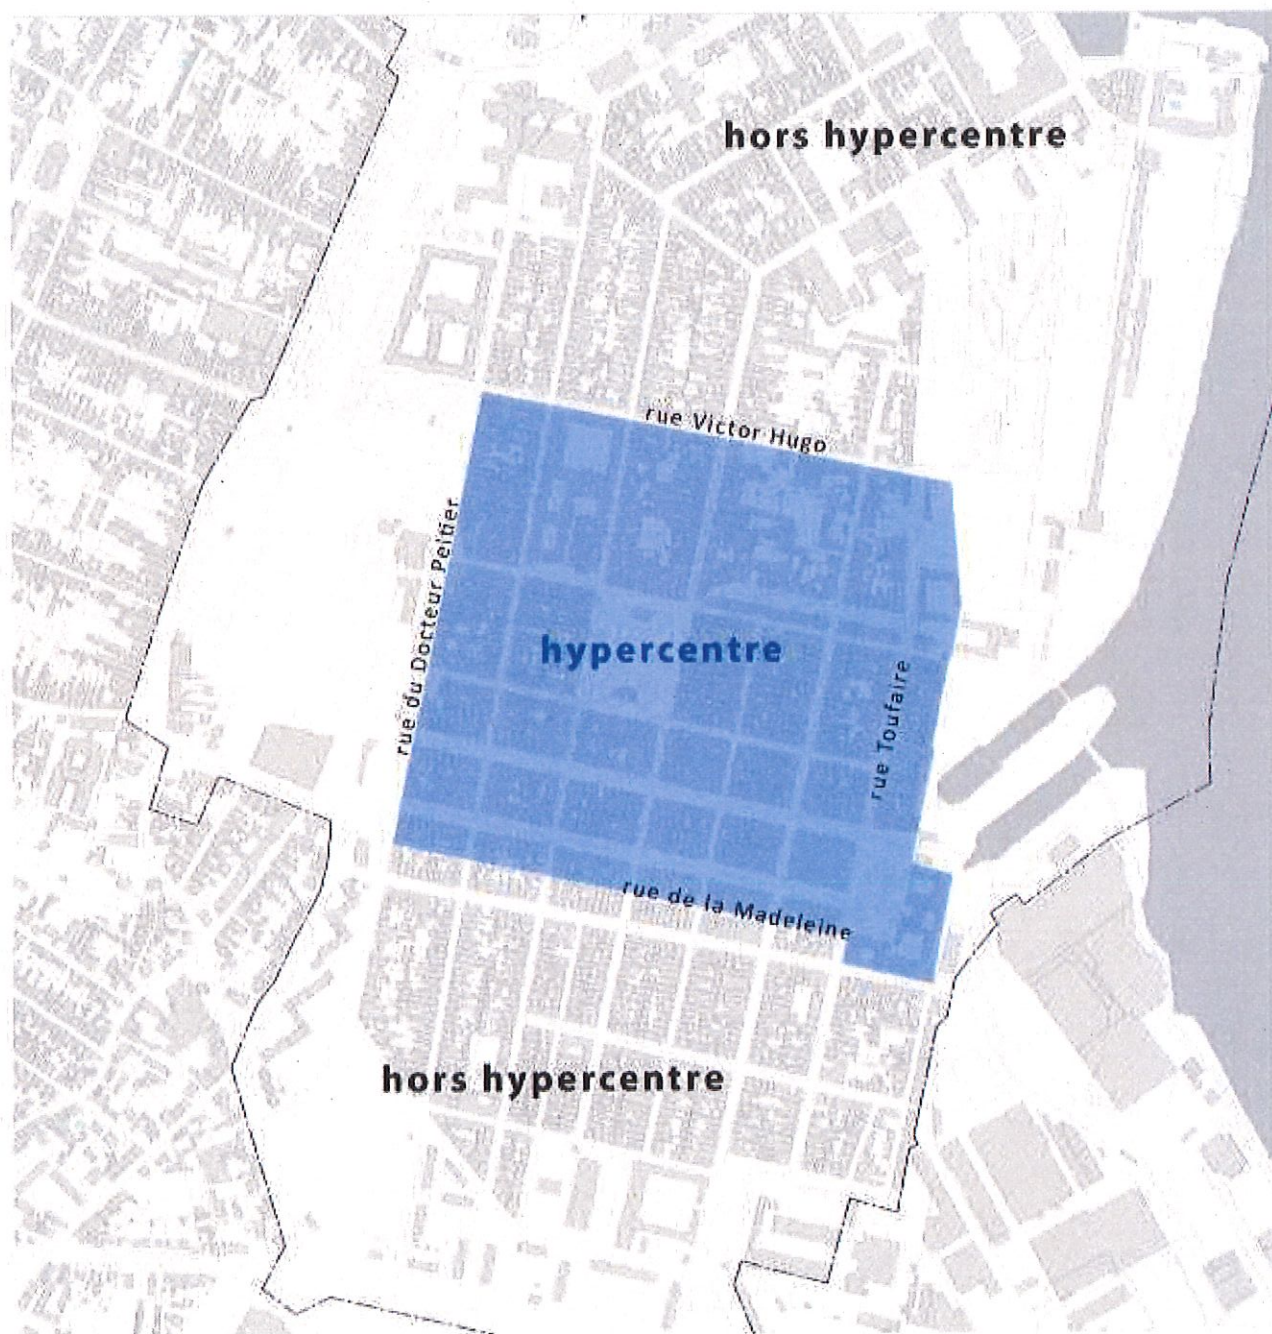 hors hypercentre
rue Victor Hugo
rue du Docteur Peltier
hypercentre
rue Toufaire
rue de la Madeleine
hors hypercentre